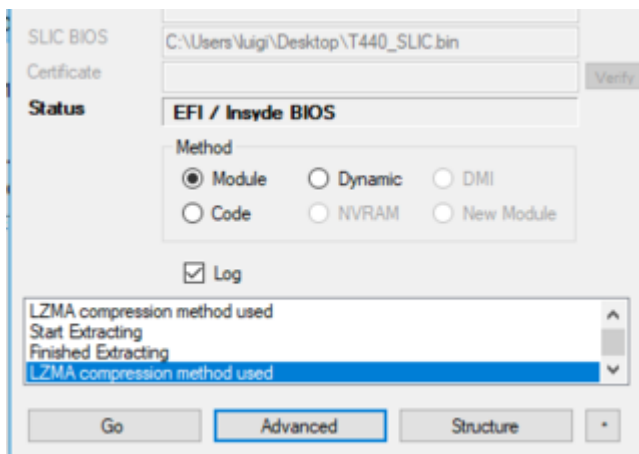 SLIC BIOS C:\Users\luigi\Desktop\T440_SLIC.bin
Certificate Verify
Status EFI / Insyde BIOS
Method
Module Dynamic DMI
Code NVRAM New Module
Log
LZMA compression method used
Start Extracting
Finished Extracting
LZMA compression method used
Go Advanced Structure *